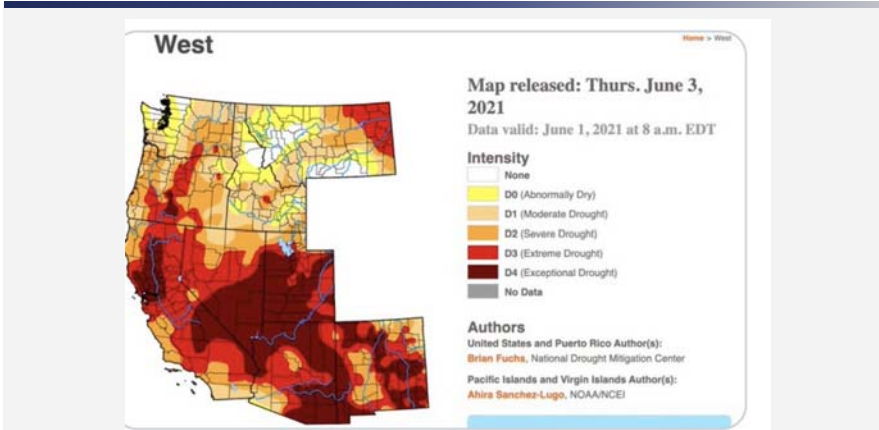 West
Home > West
Map released: Thurs. June 3,
2021
Data valid: June 1, 2021 at 8 a.m. EDT
Intensity
None
D0 (Abnormally Dry)
D1 (Moderate Drought)
D2 (Severe Drought)
D3 (Extreme Drought)
D4 (Exceptional Drought)
No Data
Authors
United States and Puerto Rico Author(s):
Brian Fuchs, National Drought Mitigation Center
Pacific Islands and Virgin Islands Author(s):
Ahira Sanchez-Lugo, NOAA/NCEI